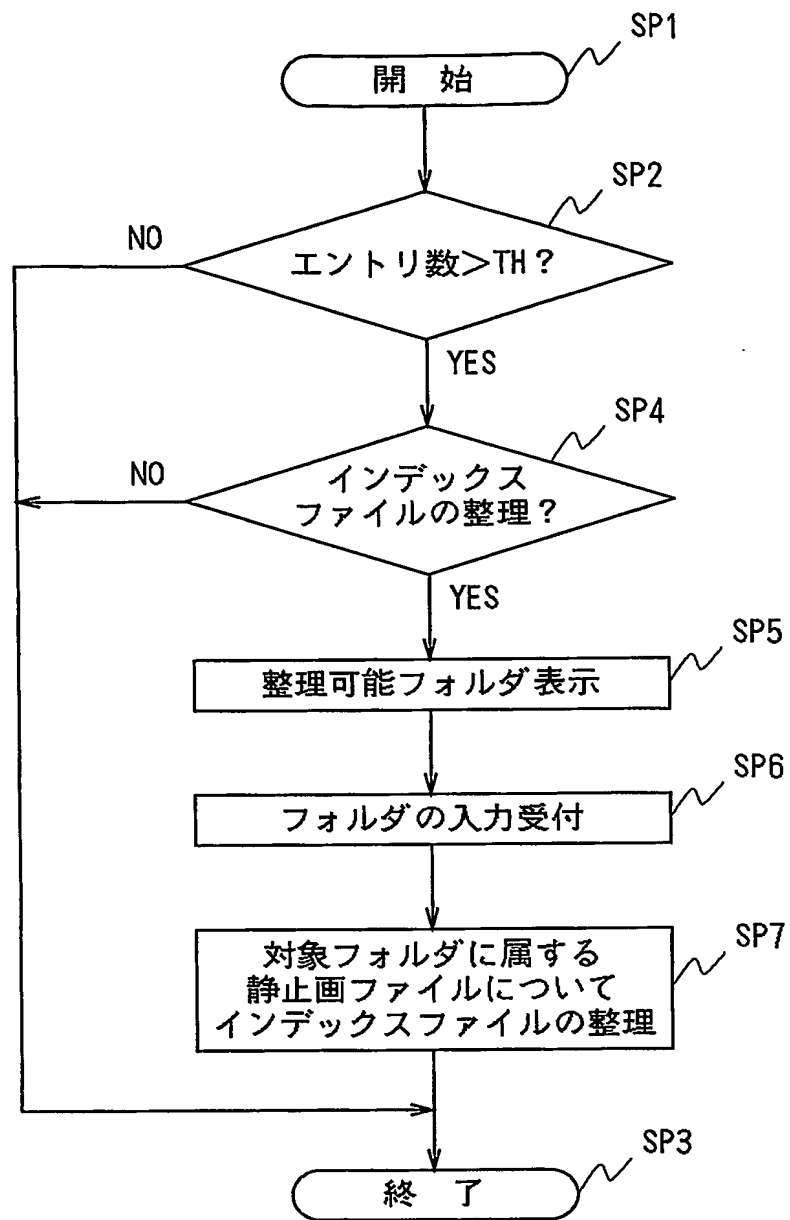 SP1
開 始
SP2
NO
エントリ数>TH?
YES
SP4
NO
インデックス
ファイルの整理?
YES
SP5
整理可能フォルダ表示
SP6
フォルダの入力受付
SP7
対象フォルダに属する
静止画ファイルについて
インデックスファイルの整理
SP3
終 了